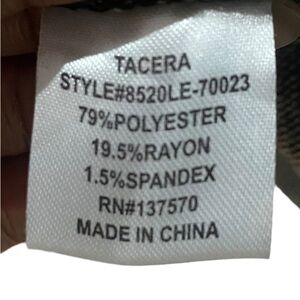 TACERA
STYLE#8520LE-70023
79%POLYESTER
19.5%RAYON
1.5%SPANDEX
RN#137570
MADE IN CHINA